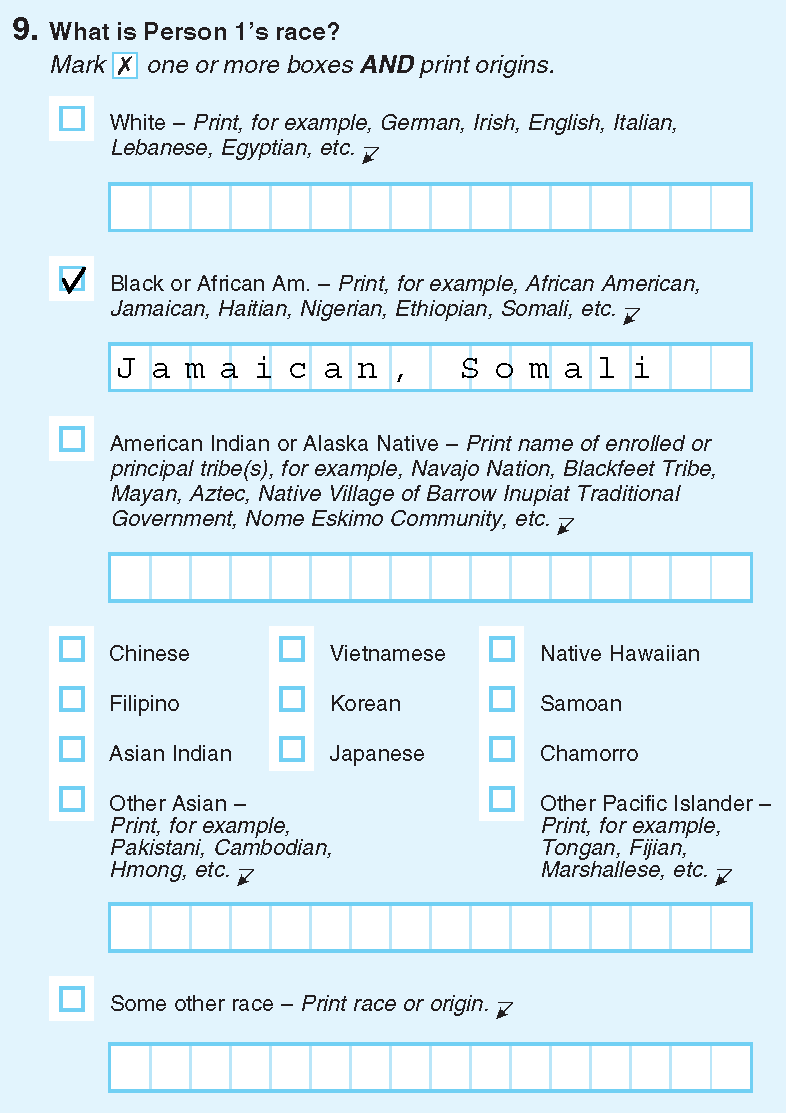 9. What is Person 1's race?
Mark ✗ one or more boxes AND print origins.
White – Print, for example, German, Irish, English, Italian,
Lebanese, Egyptian, etc.
Black or African Am. – Print, for example, African American,
Jamaican, Haitian, Nigerian, Ethiopian, Somali, etc.
Jamaican, Somali
American Indian or Alaska Native – Print name of enrolled or
principal tribe(s), for example, Navajo Nation, Blackfeet Tribe,
Mayan, Aztec, Native Village of Barrow Inupiat Traditional
Government, Nome Eskimo Community, etc.
Chinese
Vietnamese
Native Hawaiian
Filipino
Korean
Samoan
Asian Indian
Japanese
Chamorro
Other Asian –
Print, for example,
Pakistani, Cambodian,
Hmong, etc.
Other Pacific Islander –
Print, for example,
Tongan, Fijian,
Marshallese, etc.
Some other race – Print race or origin.